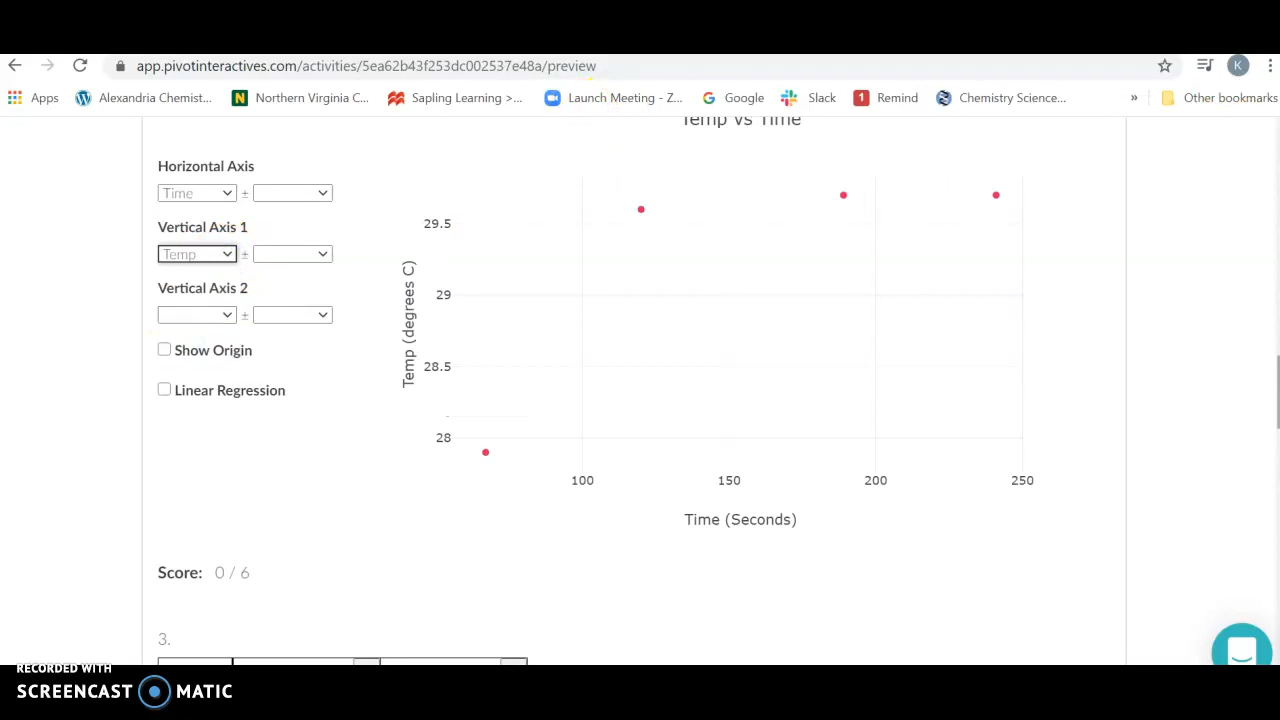 app.pivotinteractives.com/activities/5ea62b43f253dc002537e48a/preview
K
Apps
Alexandria Chemist...
Northern Virginia C...
Sapling Learning >...
Launch Meeting - Z...
Google
Slack
1 Remind
Chemistry Science...
»
Other bookmarks
Temp vs Time
Horizontal Axis
Time ±
Vertical Axis 1
Temp ±
Vertical Axis 2
±
Show Origin
Linear Regression
Temp (degrees C)
29.5
29
28.5
28
100 150 200 250
Time (Seconds)
Score: 0 / 6
3.
RECORDED WITH
SCREENCAST MATIC